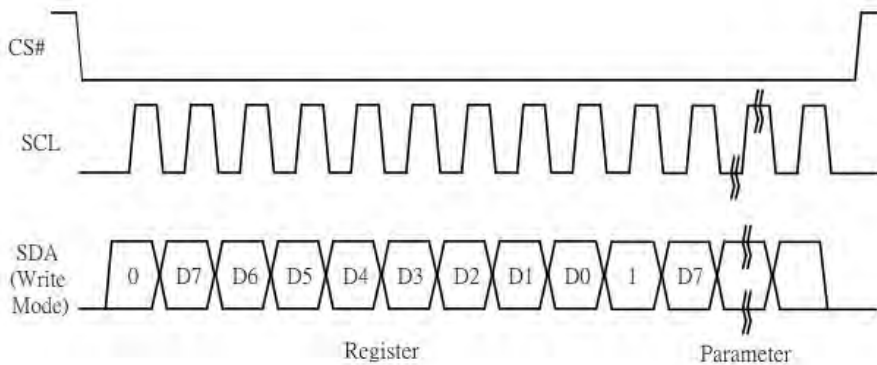 CS#
SCL
SDA
(Write
Mode)
0 D7 D6 D5 D4 D3 D2 D1 D0 1 D7
Register Parameter